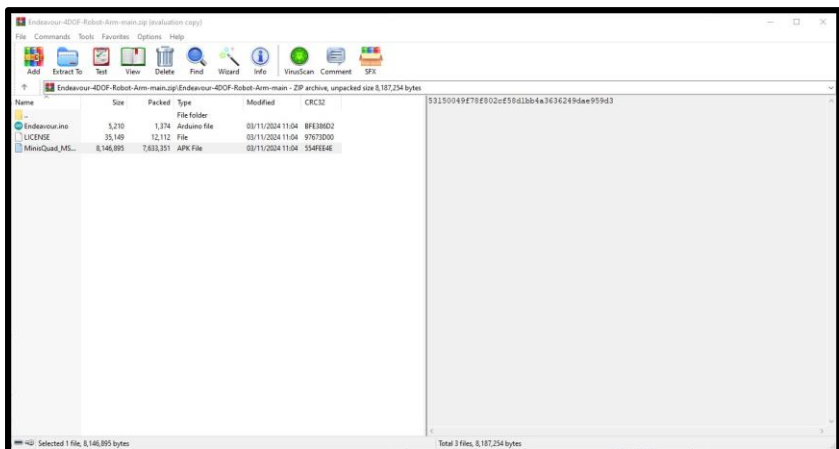 Endeavour-4DOF-Robot-Arm-main.zip (evaluation copy)
File Commands Tools Favorites Options Help
Add Extract To Test View Delete Find Wizard Info VirusScan Comment SFX
Endeavour-4DOF-Robot-Arm-main.zip\Endeavour-4DOF-Robot-Arm-main - ZIP archive, unpacked size 8,187,254 bytes
Name Size Packed Type Modified CRC32
.. File folder
Endeavour.ino 5,210 1,374 Arduino file 03/11/2024 11:04 BFE386D2
LICENSE 35,149 12,112 File 03/11/2024 11:04 97673D00
MinisQuad_MS... 8,146,895 7,633,351 APK File 03/11/2024 11:04 554FEE4E
53150049f78f802cf58d1bb4a3636249dae959d3
Selected 1 file, 8,146,895 bytes
Total 3 files, 8,187,254 bytes